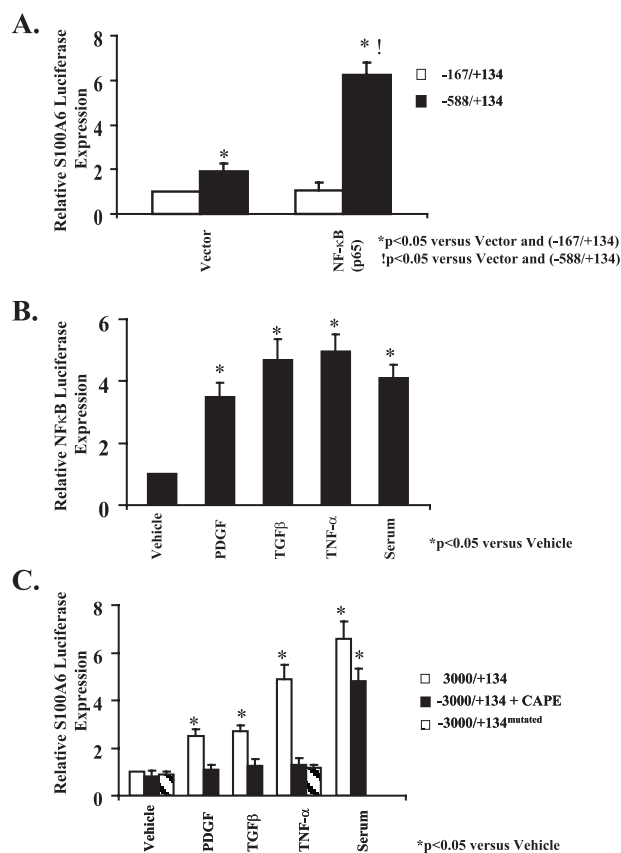 A.
Relative S100A6 Luciferase
Expression
8
6
4
2
0
*
* !
Vector
NF-κB
(p65)
-167/+134
-588/+134
*p<0.05 versus Vector and (-167/+134)
!p<0.05 versus Vector and (-588/+134)
B.
Relative NFκB Luciferase
Expression
6
4
2
0
*
*
*
*
Vehicle
PDGF
TGFβ
TNF-α
Serum
*p<0.05 versus Vehicle
C.
Relative S100A6 Luciferase
Expression
8
6
4
2
0
*
*
*
*
*
Vehicle
PDGF
TGFβ
TNF-α
Serum
3000/+134
-3000/+134 + CAPE
-3000/+134mutated
*p<0.05 versus Vehicle